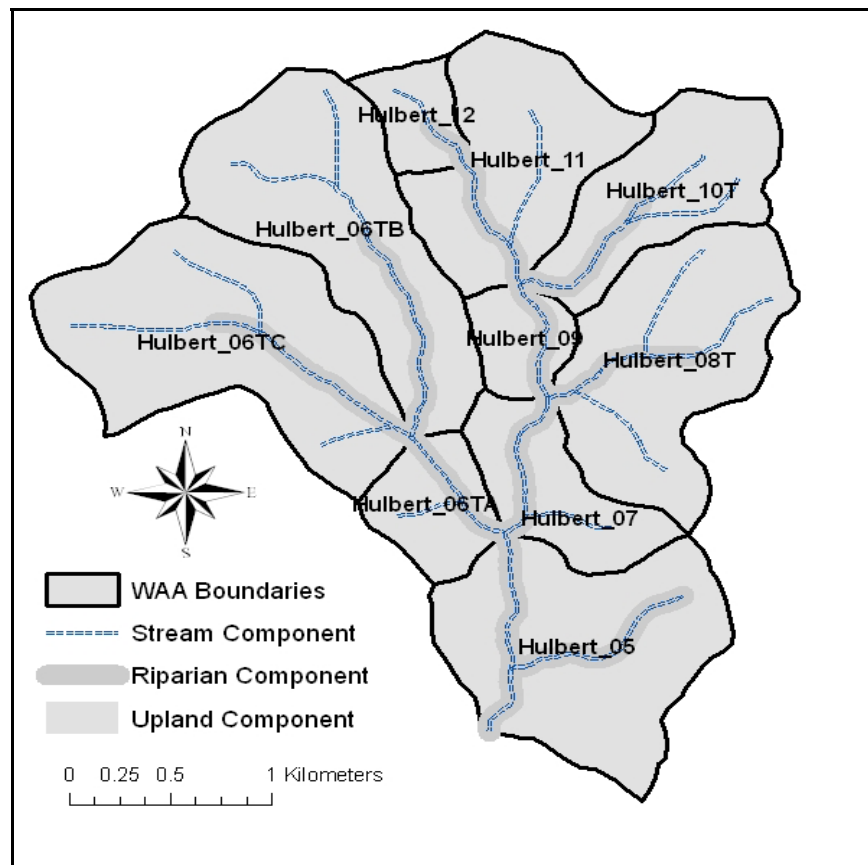 Hulbert_12
Hulbert_11
Hulbert_10T
Hulbert_06TB
Hulbert_09
Hulbert_06TC
Hulbert_08T
N
W E
S
Hulbert_06TA
Hulbert_07
WAA Boundaries
Stream Component
Hulbert_05
Riparian Component
Upland Component
0 0.25 0.5 1 Kilometers